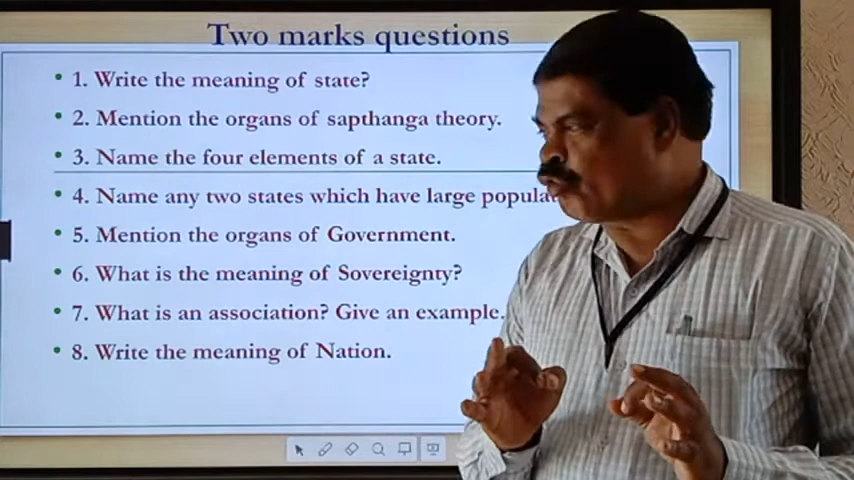 Two marks questions
• 1. Write the meaning of state?
• 2. Mention the organs of sapthanga theory.
• 3. Name the four elements of a state.
• 4. Name any two states which have large popula
• 5. Mention the organs of Government.
• 6. What is the meaning of Sovereignty?
• 7. What is an association? Give an example.
• 8. Write the meaning of Nation.